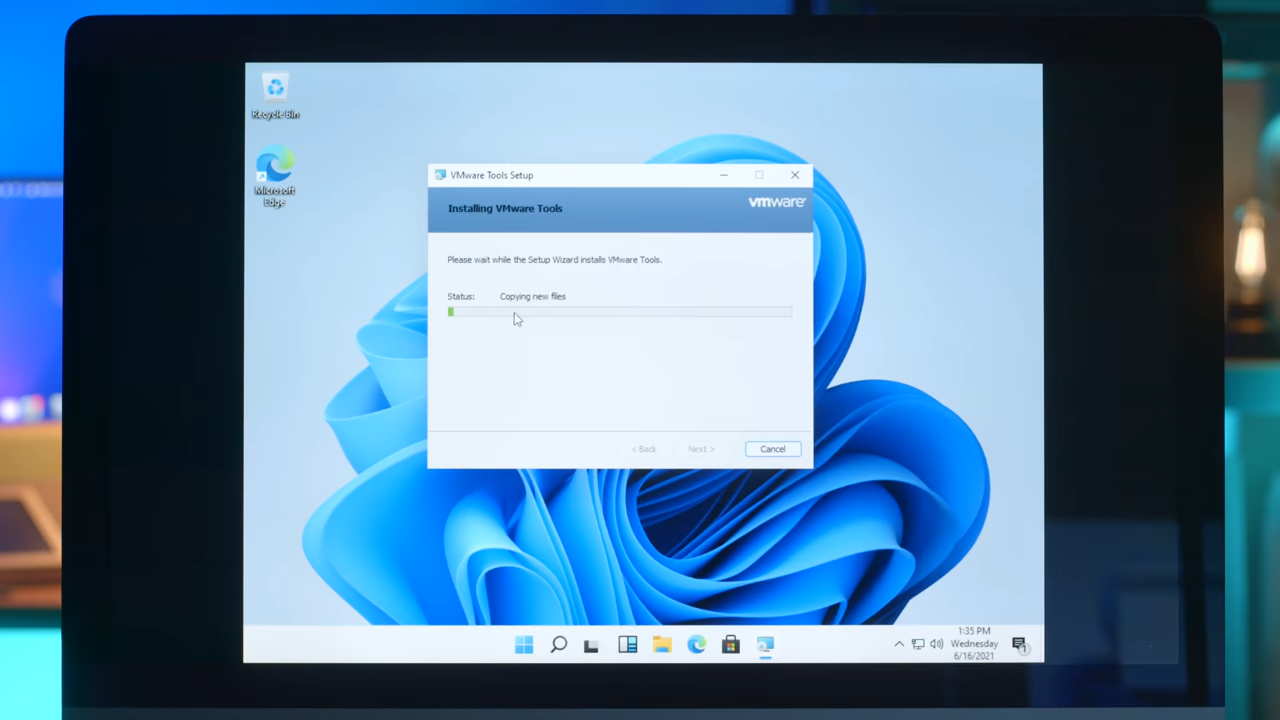 Recycle Bin
Microsoft
Edge
VMware Tools Setup
Installing VMware Tools
vmware
Please wait while the Setup Wizard installs VMware Tools.
Status: Copying new files
< Back Next > Cancel
1:35 PM
Wednesday
6/16/2021
1